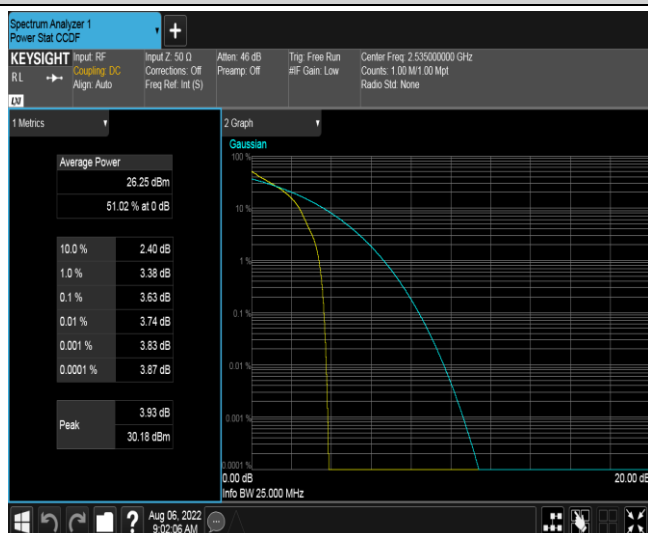 Spectrum Analyzer 1
Power Stat CCDF
KEYSIGHT
R L
LXI
Input: RF
Coupling: DC
Align: Auto
Input Z: 50 Ω
Corrections: Off
Freq Ref: Int (S)
Atten: 46 dB
Preamp: Off
Trig: Free Run
#IF Gain: Low
Center Freq: 2.535000000 GHz
Counts: 1.00 M/1.00 Mpt
Radio Std: None
1 Metrics
Average Power
26.25 dBm
51.02 % at 0 dB
10.0 % 2.40 dB
1.0 % 3.38 dB
0.1 % 3.63 dB
0.01 % 3.74 dB
0.001 % 3.83 dB
0.0001 % 3.87 dB
Peak
3.93 dB
30.18 dBm
2 Graph
Gaussian
100 %
10 %
1 %
0.1 %
0.01 %
0.001 %
0.0001 %
0.00 dB 20.00 dB
Info BW 25.000 MHz
?
Aug 06, 2022
9:02:06 AM